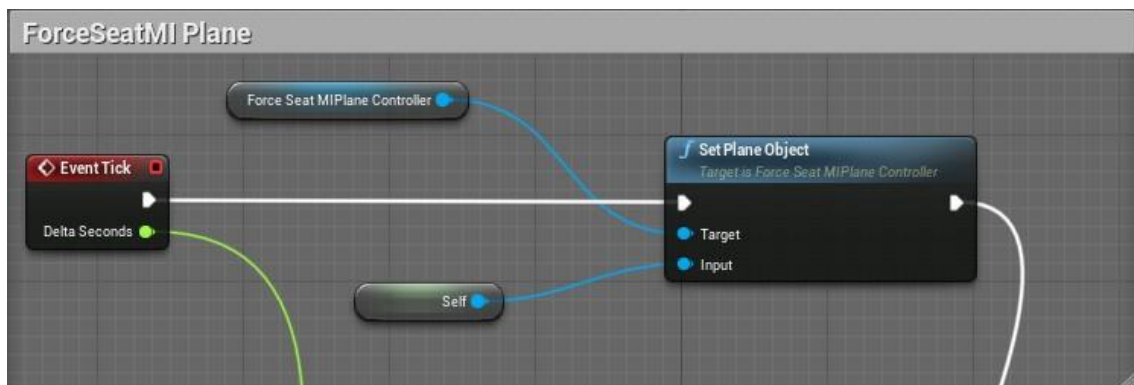 ForceSeatMI Plane
Force Seat MIPlane Controller
Event Tick
Delta Seconds
Set Plane Object
Target is Force Seat MIPlane Controller
Target
Input
Self